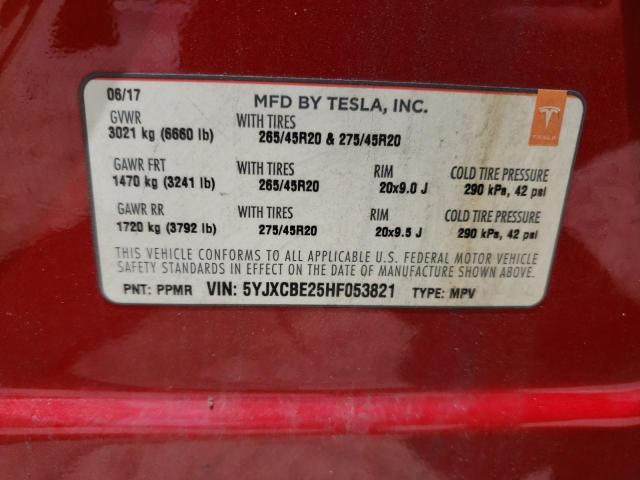 06/17 MFD BY TESLA, INC.
TESLA
GVWR WITH TIRES
3021 kg (6660 lb) 265/45R20 & 275/45R20
GAWR FRT WITH TIRES RIM COLD TIRE PRESSURE
1470 kg (3241 lb) 265/45R20 20x9.0 J 290 kPs, 42 psi
GAWR RR WITH TIRES RIM COLD TIRE PRESSURE
1720 kg (3792 lb) 275/45R20 20x9.5 J 290 kPs, 42 psi
THIS VEHICLE CONFORMS TO ALL APPLICABLE U.S. FEDERAL MOTOR VEHICLE
SAFETY STANDARDS IN EFFECT ON THE DATE OF MANUFACTURE SHOWN ABOVE.
PNT: PPMR VIN: 5YJXCBE25HF053821 TYPE: MPV